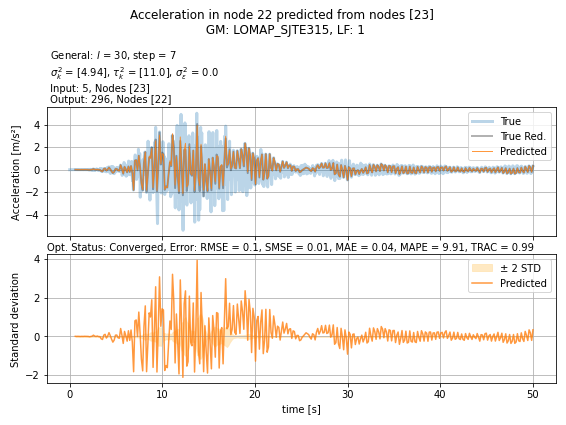 Acceleration in node 22 predicted from nodes [23]
GM: LOMAP_SJTE315, LF: 1
General: l = 30, step = 7
σ²ₖ = [4.94], τ²ₖ = [11.0], σ²ε = 0.0
Input: 5, Nodes [23]
Output: 296, Nodes [22]
Acceleration [m/s²]
4
2
0
−2
−4
True
True Red.
Predicted
Opt. Status: Converged, Error: RMSE = 0.1, SMSE = 0.01, MAE = 0.04, MAPE = 9.91, TRAC = 0.99
Standard deviation
4
2
0
−2
± 2 STD
Predicted
0 10 20 30 40 50
time [s]